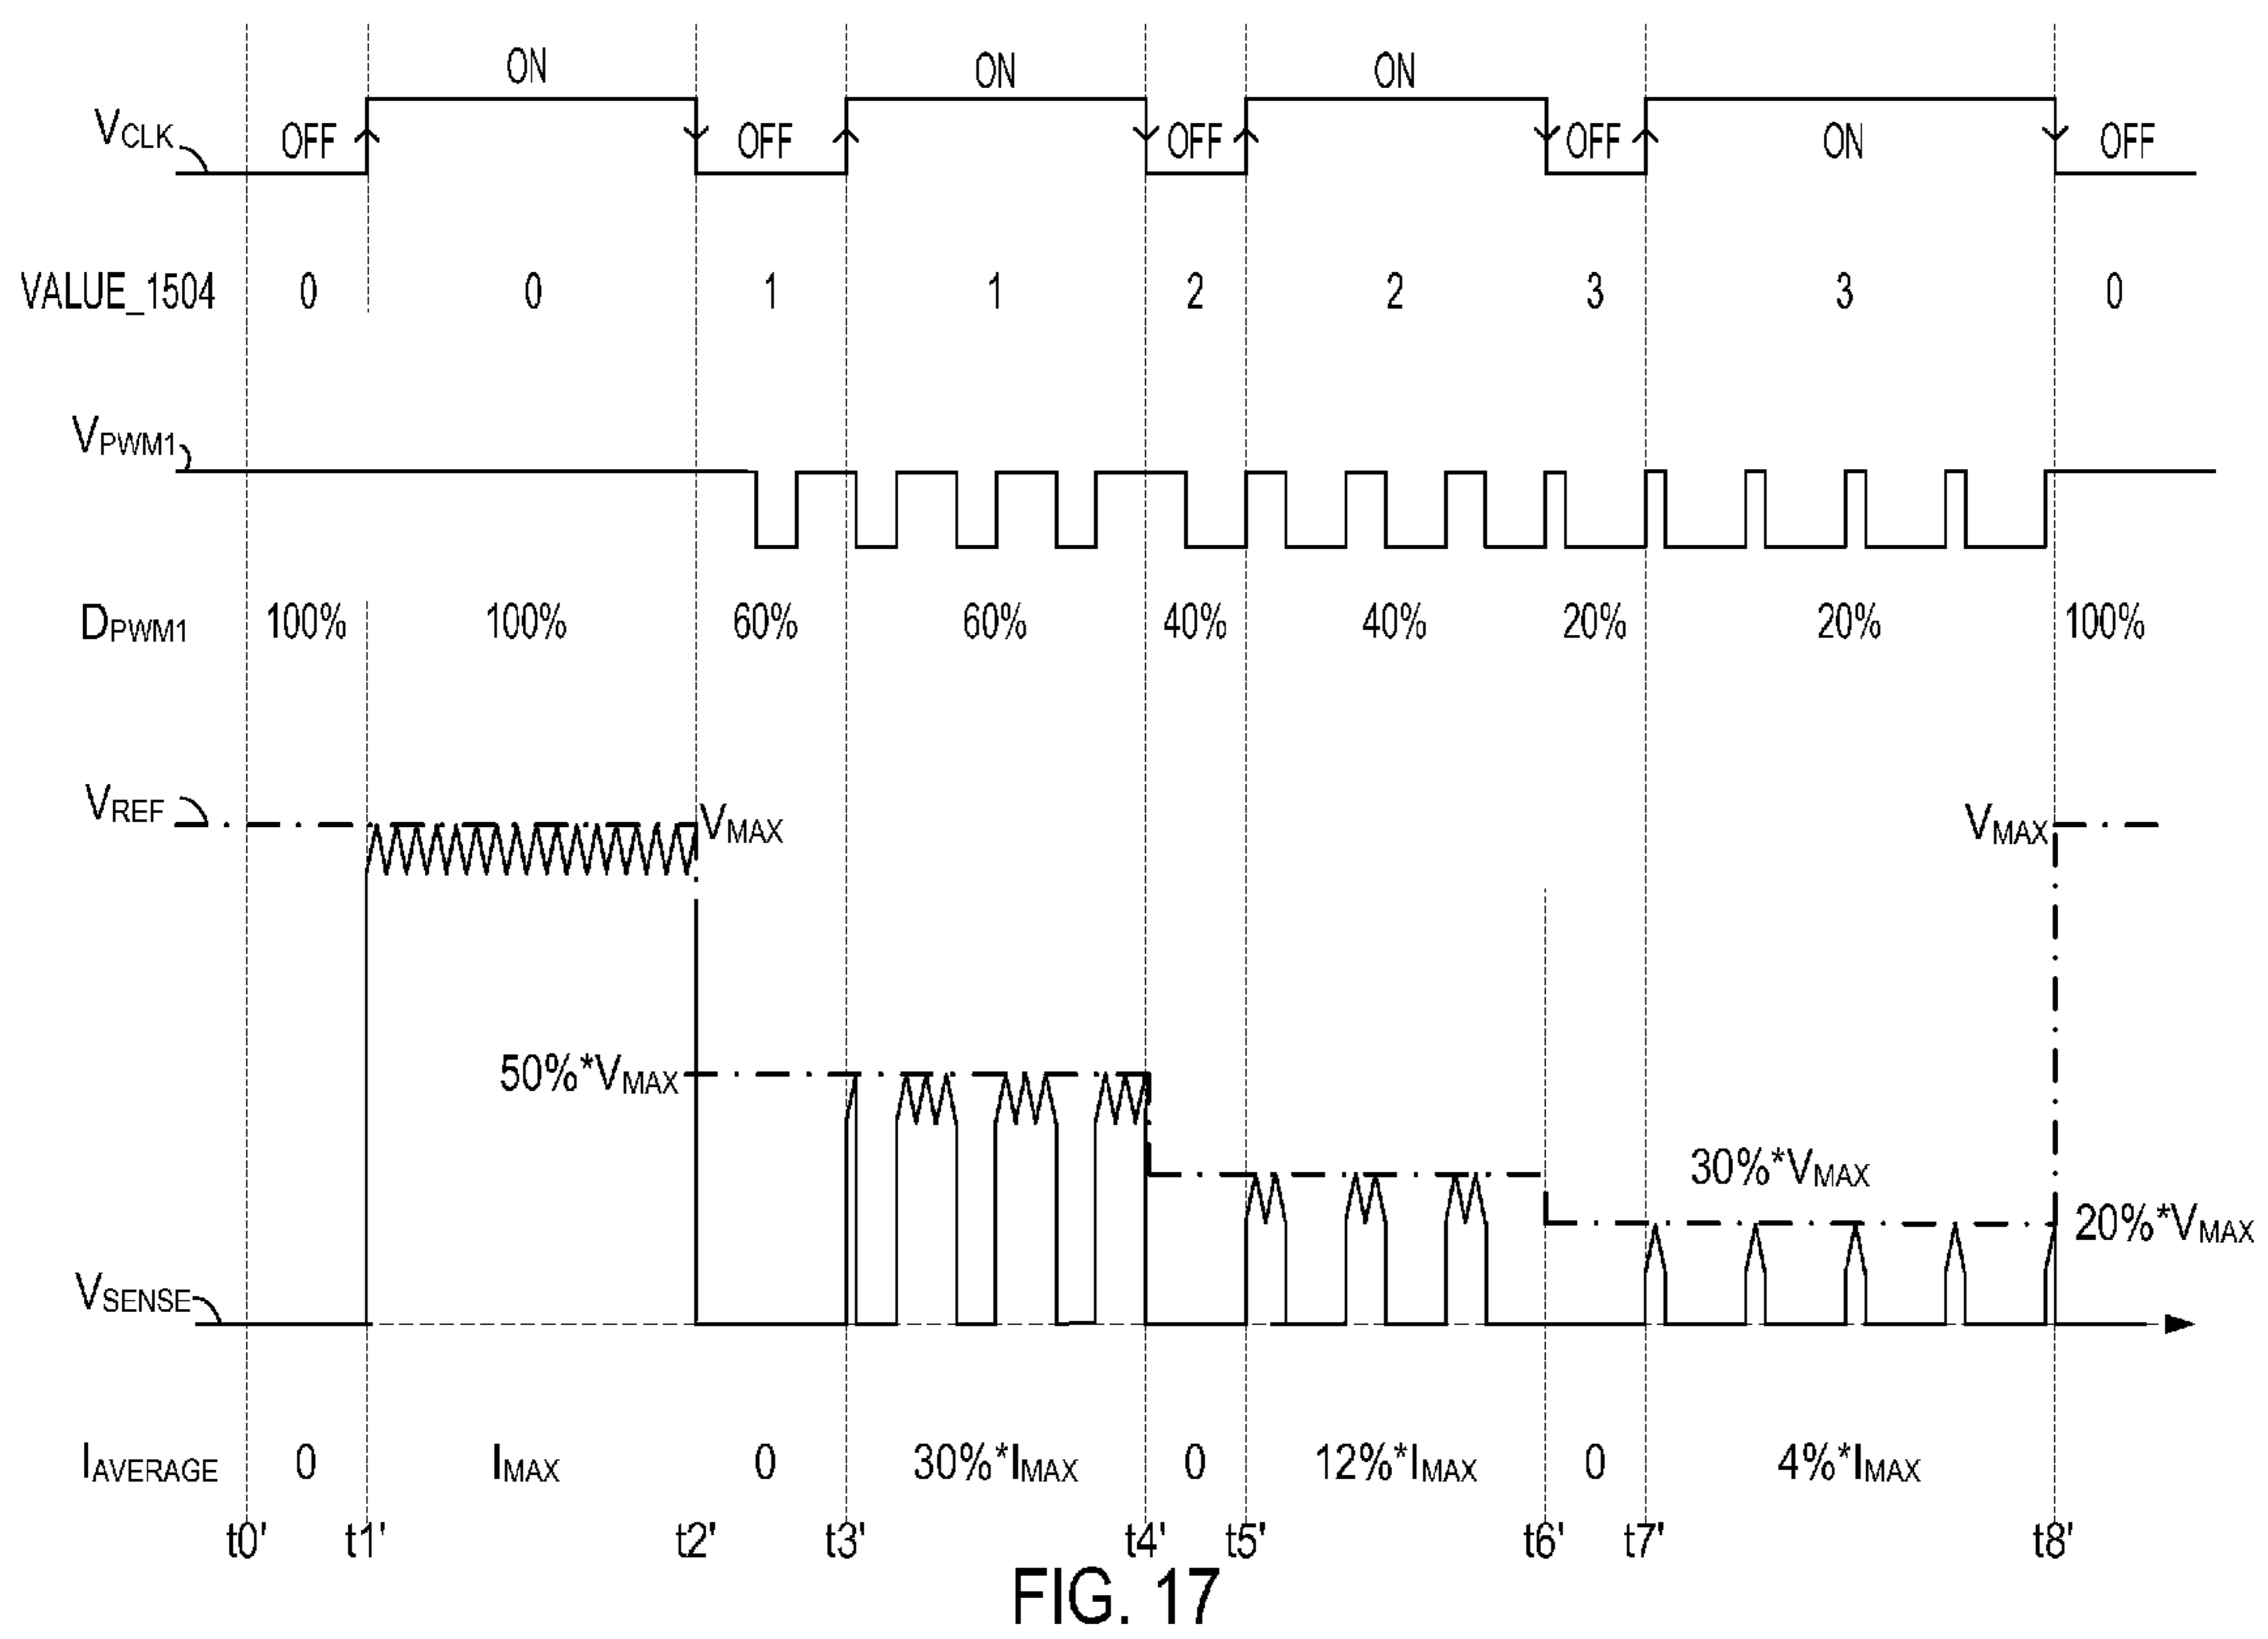 ON ON ON
VCLK OFF OFF OFF OFF ON OFF
VALUE_1504 0 0 1 1 2 2 3 3 0
VPWM1
DPWM1 100% 100% 60% 60% 40% 40% 20% 20% 100%
VREF VMAX VMAX
50%*VMAX
30%*VMAX
20%*VMAX
VSENSE
IAVERAGE 0 IMAX 0 30%*IMAX 0 12%*IMAX 0 4%*IMAX
t0' t1' t2' t3' t4' t5' t6' t7' t8'
FIG. 17